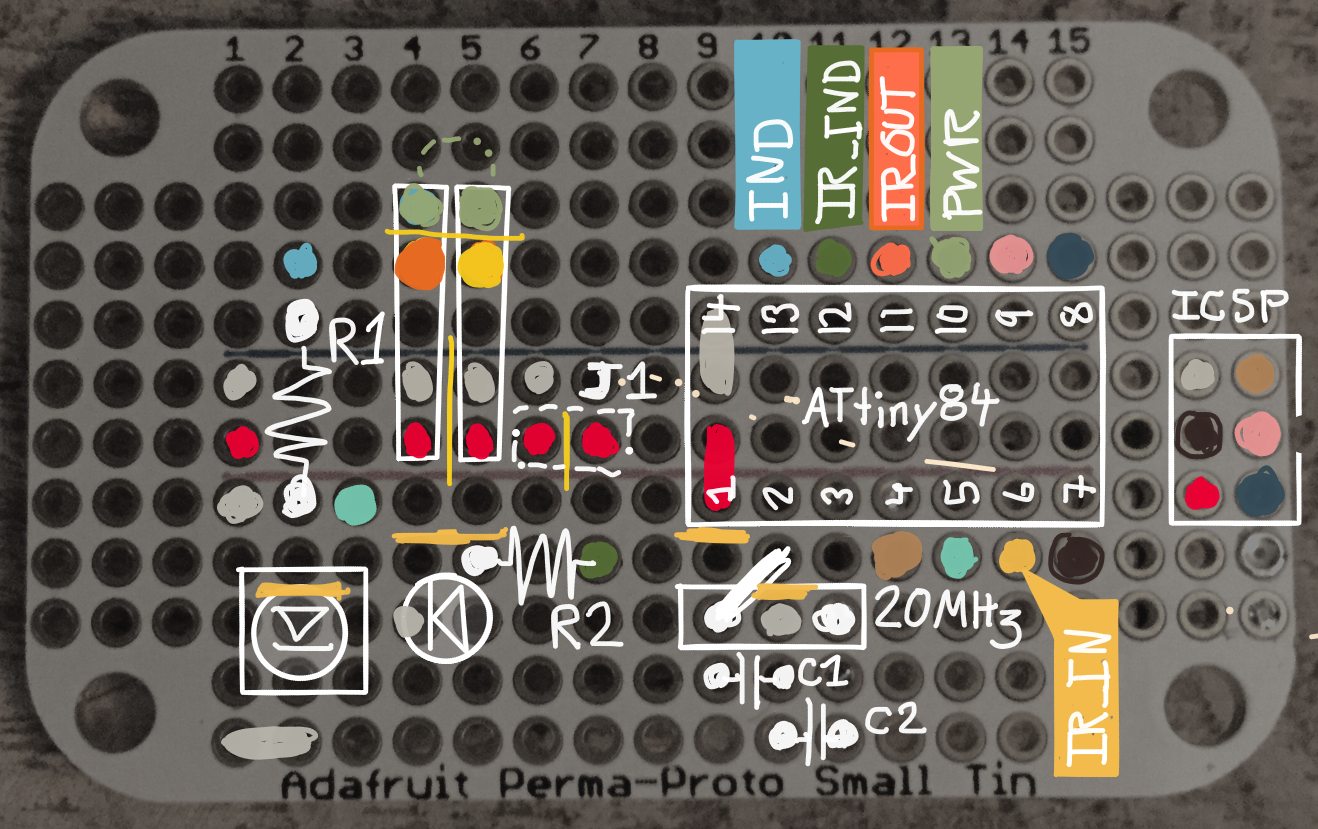 1 2 3 4 5 6 7 8 9 10 11 12 13 14 15
IND
IR_IND
IR_OUT
PWR
R1
14 13 12 11 10 9 8
ICSP
J1
ATtiny84
1 2 3 4 5 6 7
R2
20MHz
IR_IN
C1
C2
Adafruit Perma-Proto Small Tin